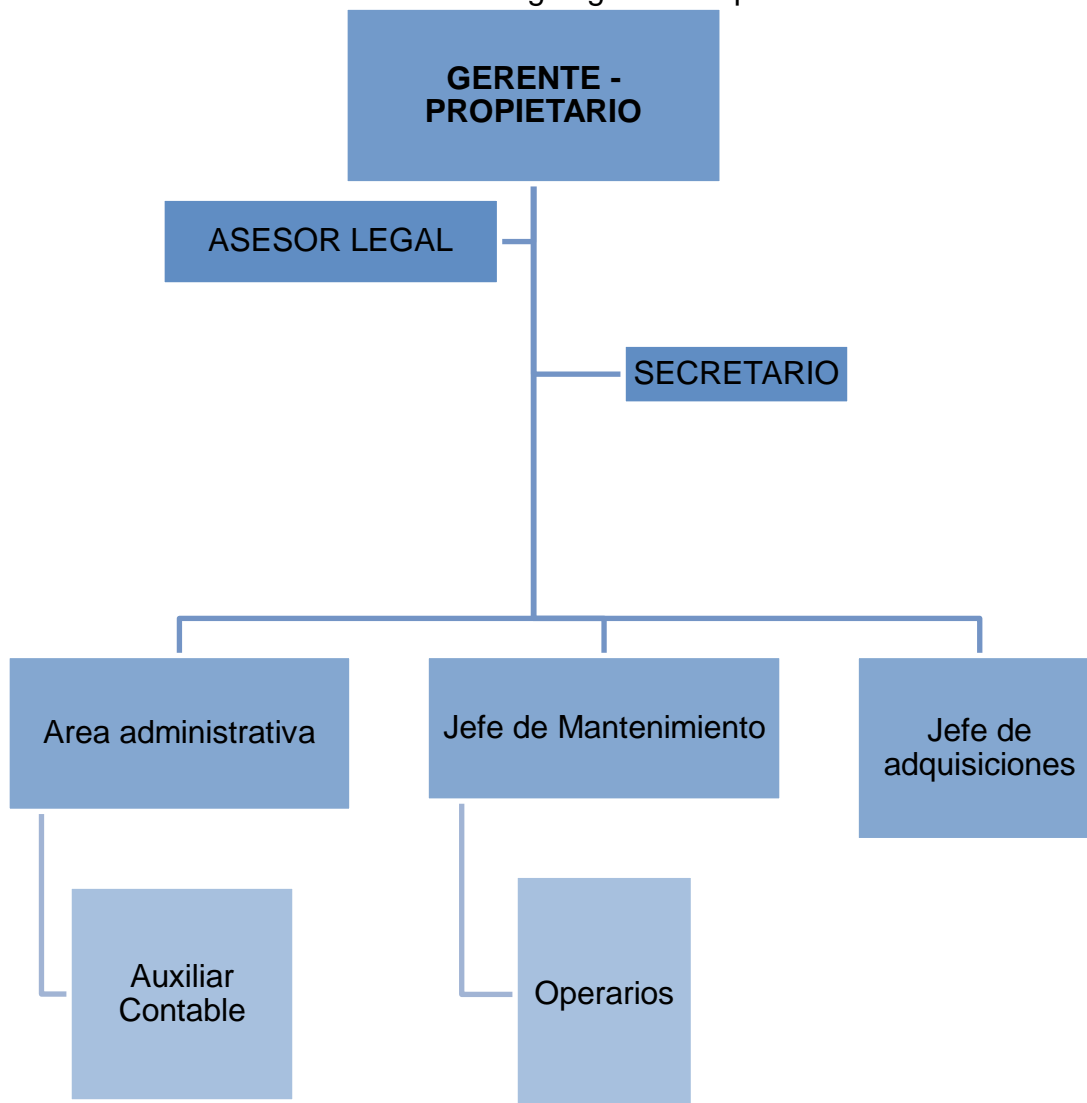 GERENTE -
PROPIETARIO
ASESOR LEGAL
SECRETARIO
Area administrativa
Jefe de Mantenimiento
Jefe de
adquisiciones
Auxiliar
Contable
Operarios